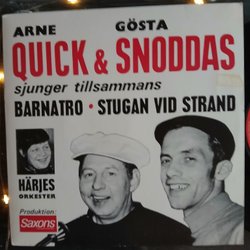 ARNE GÖSTA
QUICK & SNODDAS
sjunger tillsammans
BARNATRO • STUGAN VID STRAND
HÄRJES
ORKESTER
Produktion:
Saxons